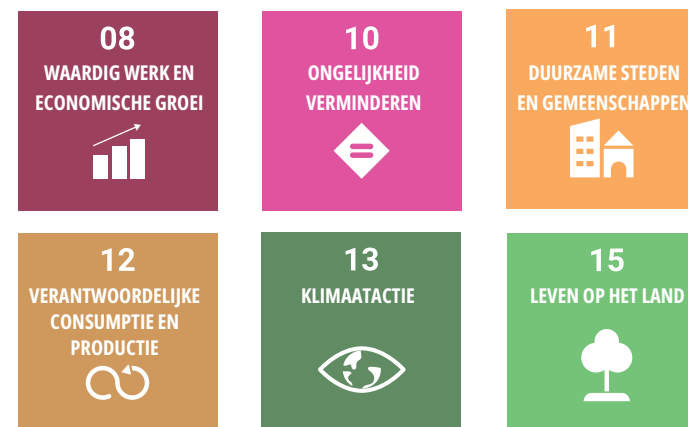 08
WAARDIG WERK EN
ECONOMISCHE GROEI
10
ONGELIJKHEID
VERMINDEREN
11
DUURZAME STEDEN
EN GEMEENSCHAPPEN
12
VERANTWOORDELIJKE
CONSUMPTIE EN
PRODUCTIE
13
KLIMAATACTIE
15
LEVEN OP HET LAND